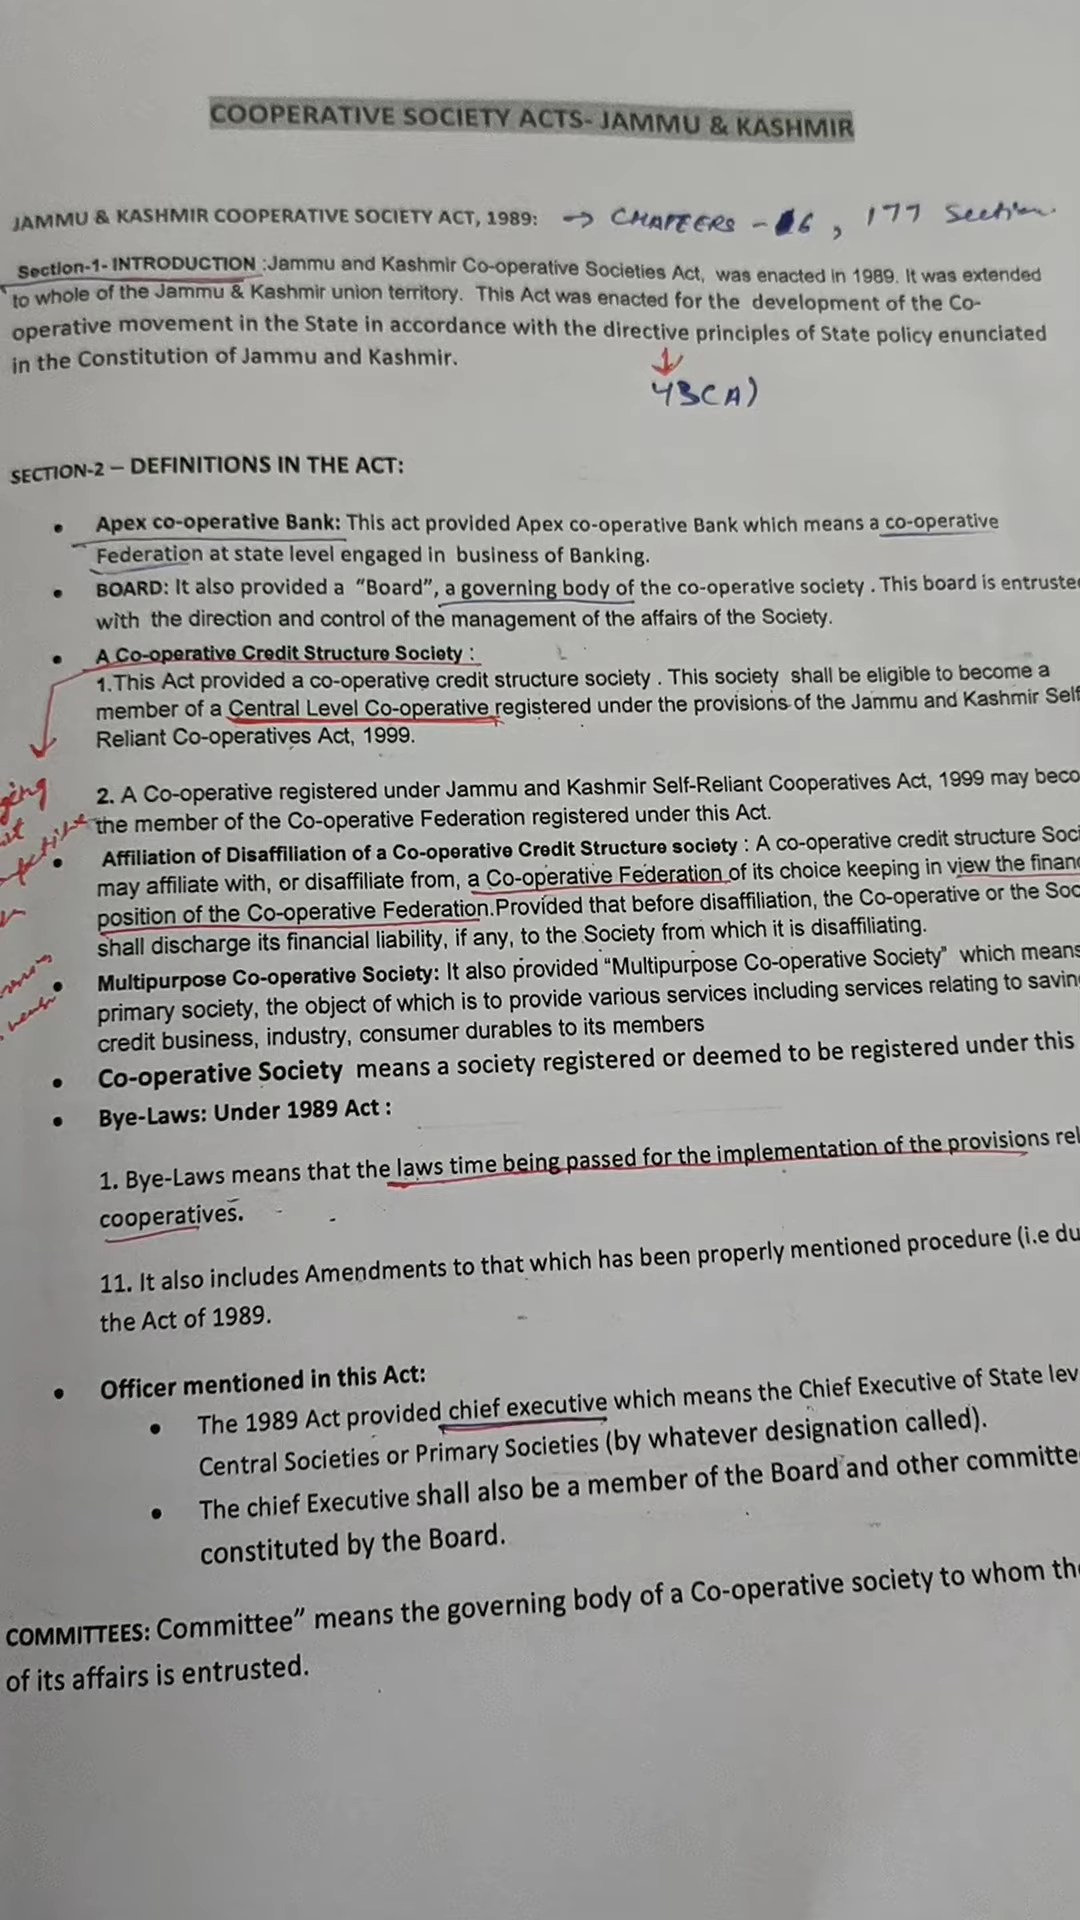 COOPERATIVE SOCIETY ACTS- JAMMU & KASHMIR
JAMMU & KASHMIR COOPERATIVE SOCIETY ACT, 1989: → CHAPEERS - 6, 177 Section.
Section-1- INTRODUCTION :Jammu and Kashmir Co-operative Societies Act, was enacted in 1989. It was extended
to whole of the Jammu & Kashmir union territory. This Act was enacted for the development of the Co-
operative movement in the State in accordance with the directive principles of State policy enunciated
in the Constitution of Jammu and Kashmir.
43(A)
SECTION-2 – DEFINITIONS IN THE ACT:
• Apex co-operative Bank: This act provided Apex co-operative Bank which means a co-operative
Federation at state level engaged in business of Banking.
• BOARD: It also provided a “Board”, a governing body of the co-operative society . This board is entruste
with the direction and control of the management of the affairs of the Society.
• A Co-operative Credit Structure Society :
1.This Act provided a co-operative credit structure society . This society shall be eligible to become a
member of a Central Level Co-operative registered under the provisions of the Jammu and Kashmir Self
Reliant Co-operatives Act, 1999.
2. A Co-operative registered under Jammu and Kashmir Self-Reliant Cooperatives Act, 1999 may beco
the member of the Co-operative Federation registered under this Act.
• Affiliation of Disaffiliation of a Co-operative Credit Structure society : A co-operative credit structure Soci
may affiliate with, or disaffiliate from, a Co-operative Federation of its choice keeping in view the financ
position of the Co-operative Federation.Provided that before disaffiliation, the Co-operative or the Soc
shall discharge its financial liability, if any, to the Society from which it is disaffiliating.
• Multipurpose Co-operative Society: It also provided “Multipurpose Co-operative Society” which means
primary society, the object of which is to provide various services including services relating to saving
credit business, industry, consumer durables to its members
• Co-operative Society means a society registered or deemed to be registered under this
• Bye-Laws: Under 1989 Act :
1. Bye-Laws means that the laws time being passed for the implementation of the provisions rel
cooperatives.
11. It also includes Amendments to that which has been properly mentioned procedure (i.e du
the Act of 1989.
• Officer mentioned in this Act:
• The 1989 Act provided chief executive which means the Chief Executive of State lev
Central Societies or Primary Societies (by whatever designation called).
• The chief Executive shall also be a member of the Board and other committe
constituted by the Board.
COMMITTEES: Committee” means the governing body of a Co-operative society to whom the
of its affairs is entrusted.